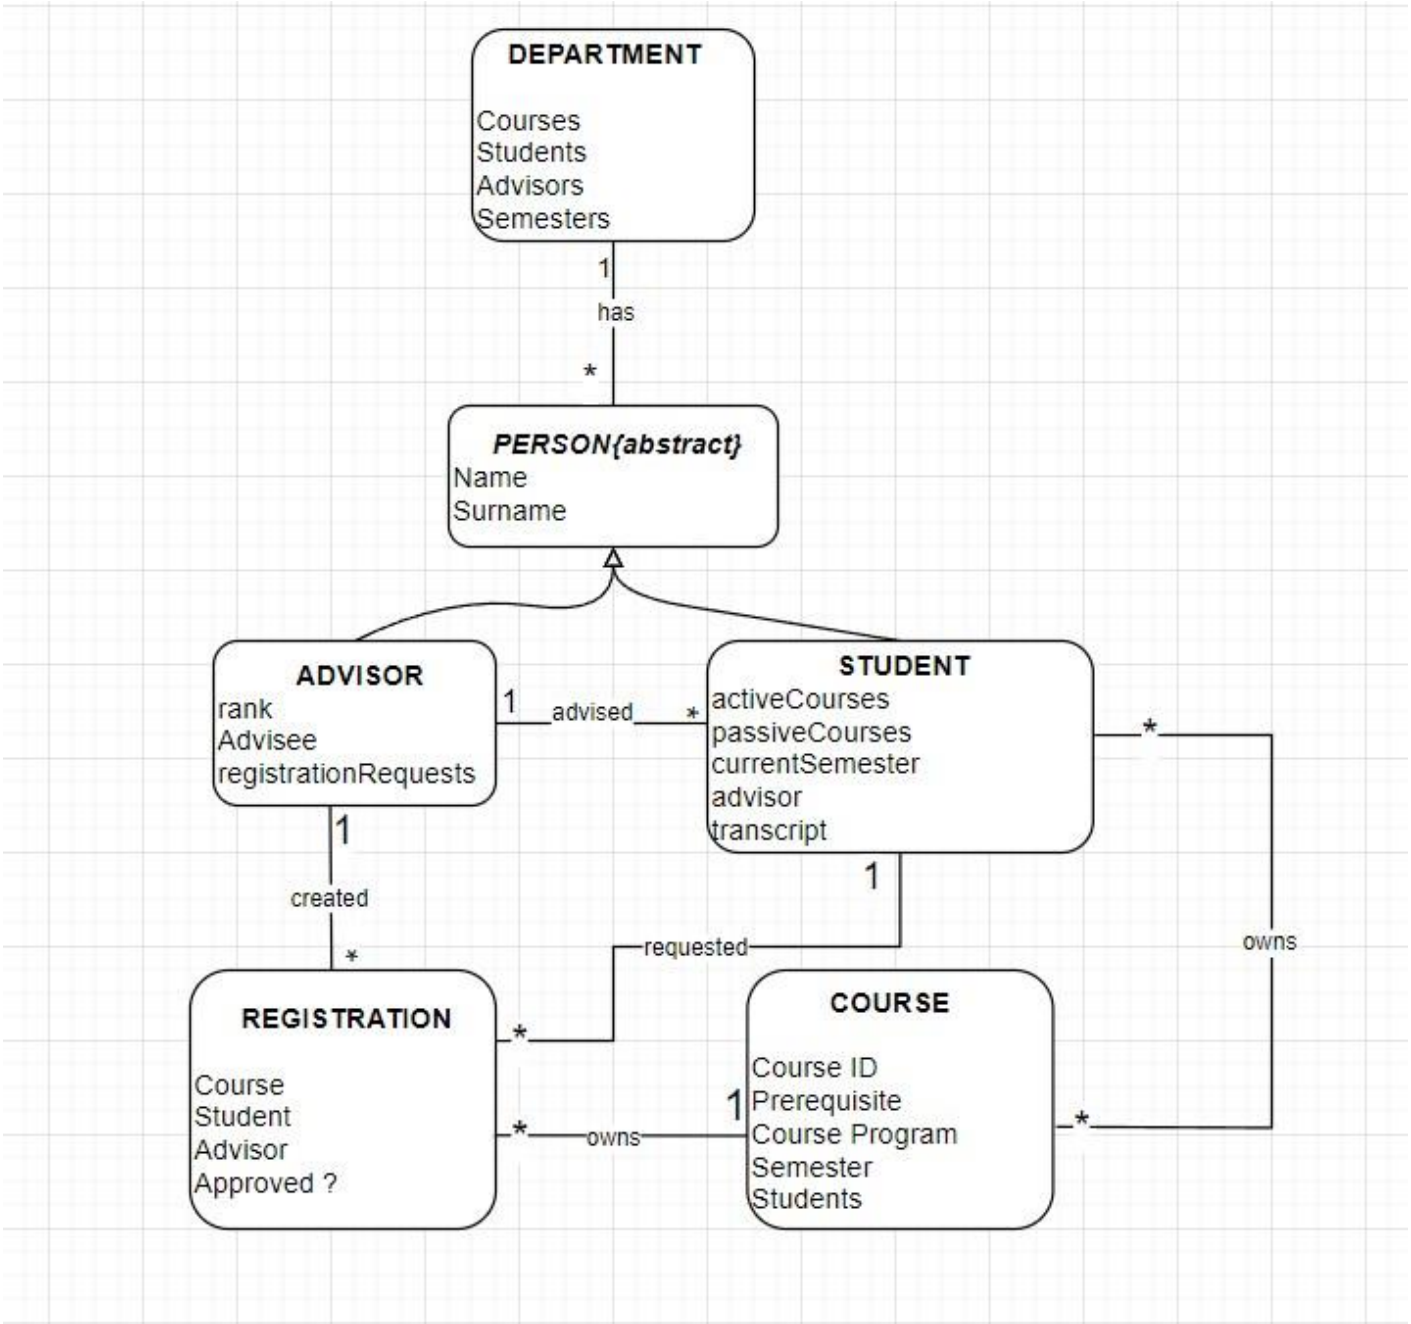 DEPARTMENT
Courses
Students
Advisors
Semesters
1
has
*
PERSON{abstract}
Name
Surname
ADVISOR
rank
Advisee
registrationRequests
1
advised
*
STUDENT
activeCourses
passiveCourses
currentSemester
advisor
transcript
*
1
created
*
1
requested
*
owns
*
REGISTRATION
Course
Student
Advisor
Approved ?
*
owns
1
COURSE
Course ID
Prerequisite
Course Program
Semester
Students